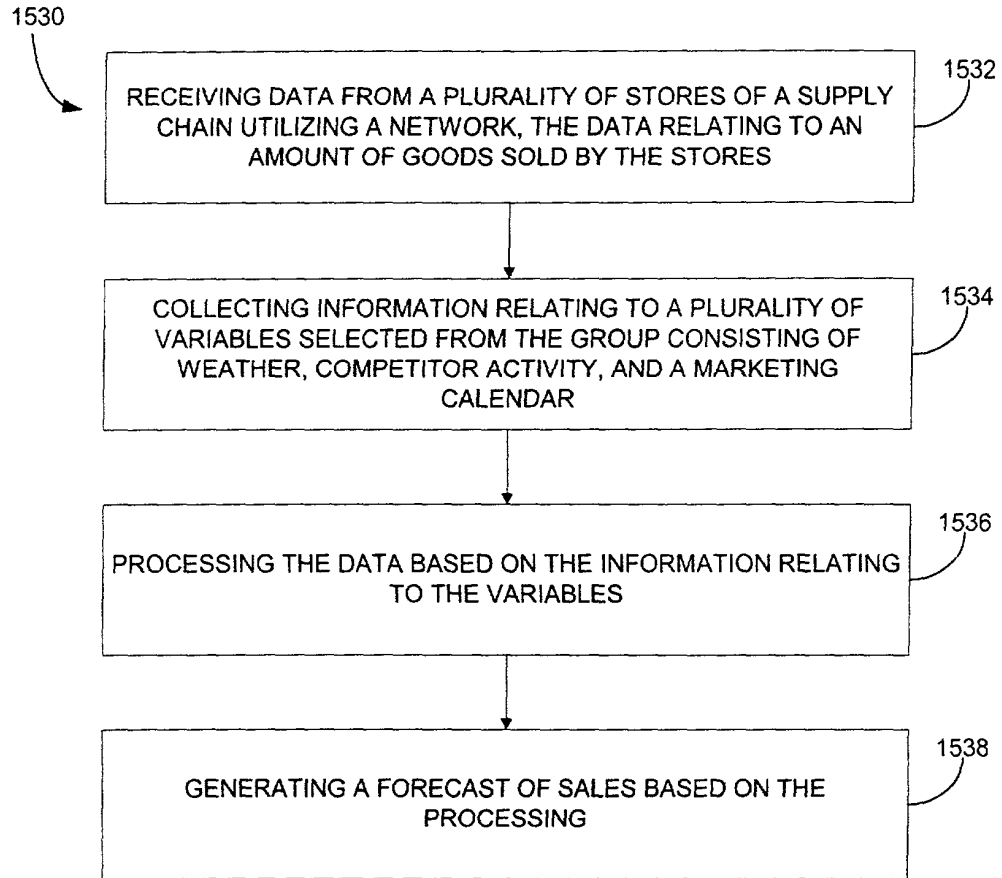 1530
1532
RECEIVING DATA FROM A PLURALITY OF STORES OF A SUPPLY
CHAIN UTILIZING A NETWORK, THE DATA RELATING TO AN
AMOUNT OF GOODS SOLD BY THE STORES
1534
COLLECTING INFORMATION RELATING TO A PLURALITY OF
VARIABLES SELECTED FROM THE GROUP CONSISTING OF
WEATHER, COMPETITOR ACTIVITY, AND A MARKETING
CALENDAR
1536
PROCESSING THE DATA BASED ON THE INFORMATION RELATING
TO THE VARIABLES
1538
GENERATING A FORECAST OF SALES BASED ON THE
PROCESSING